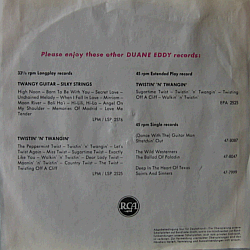 Please enjoy these other DUANE EDDY records:
33⅓ rpm Longplay records
TWANGY GUITAR – SILKY STRINGS
High Noon – Born To Be With You – Secret Love –
Unchained Melody – When I Fall in Love – Mirriam –
Moon River – Bali Ha'i – Hi-Lili, Hi-Lo – Angel On
My Shoulder – Memories Of Madrid – Love Me
Tender
LPM / LSP 2576
TWISTIN' 'N' TWANGIN'
The Peppermint Twist – Twistin' 'N' Twangin' – Let's
Twist Again – Miss Twist – Sugartime Twist – Exactly
Like You – Walkin' 'n' Twistin' – Dear Lady Twist –
Moanin' 'n' Twistin' – Country Twist – The Twist –
Twisting Off A Cliff
LPM / LSP 2525
45 rpm Extended Play record
TWISTIN' 'N' TWANGIN'
Sugartime Twist – Walkin' 'n' Twistin' – Twisting
Off A Cliff – Walkin' 'n' Twistin'
EPA 2525
45 rpm Single records
(Dance With The) Guitar Man
Stretchin' Out
47-8087
The Wild Westerners
The Ballad Of Paladin
47-8047
Deep In The Heart Of Texas
Saints And Sinners
47-7999
RCA